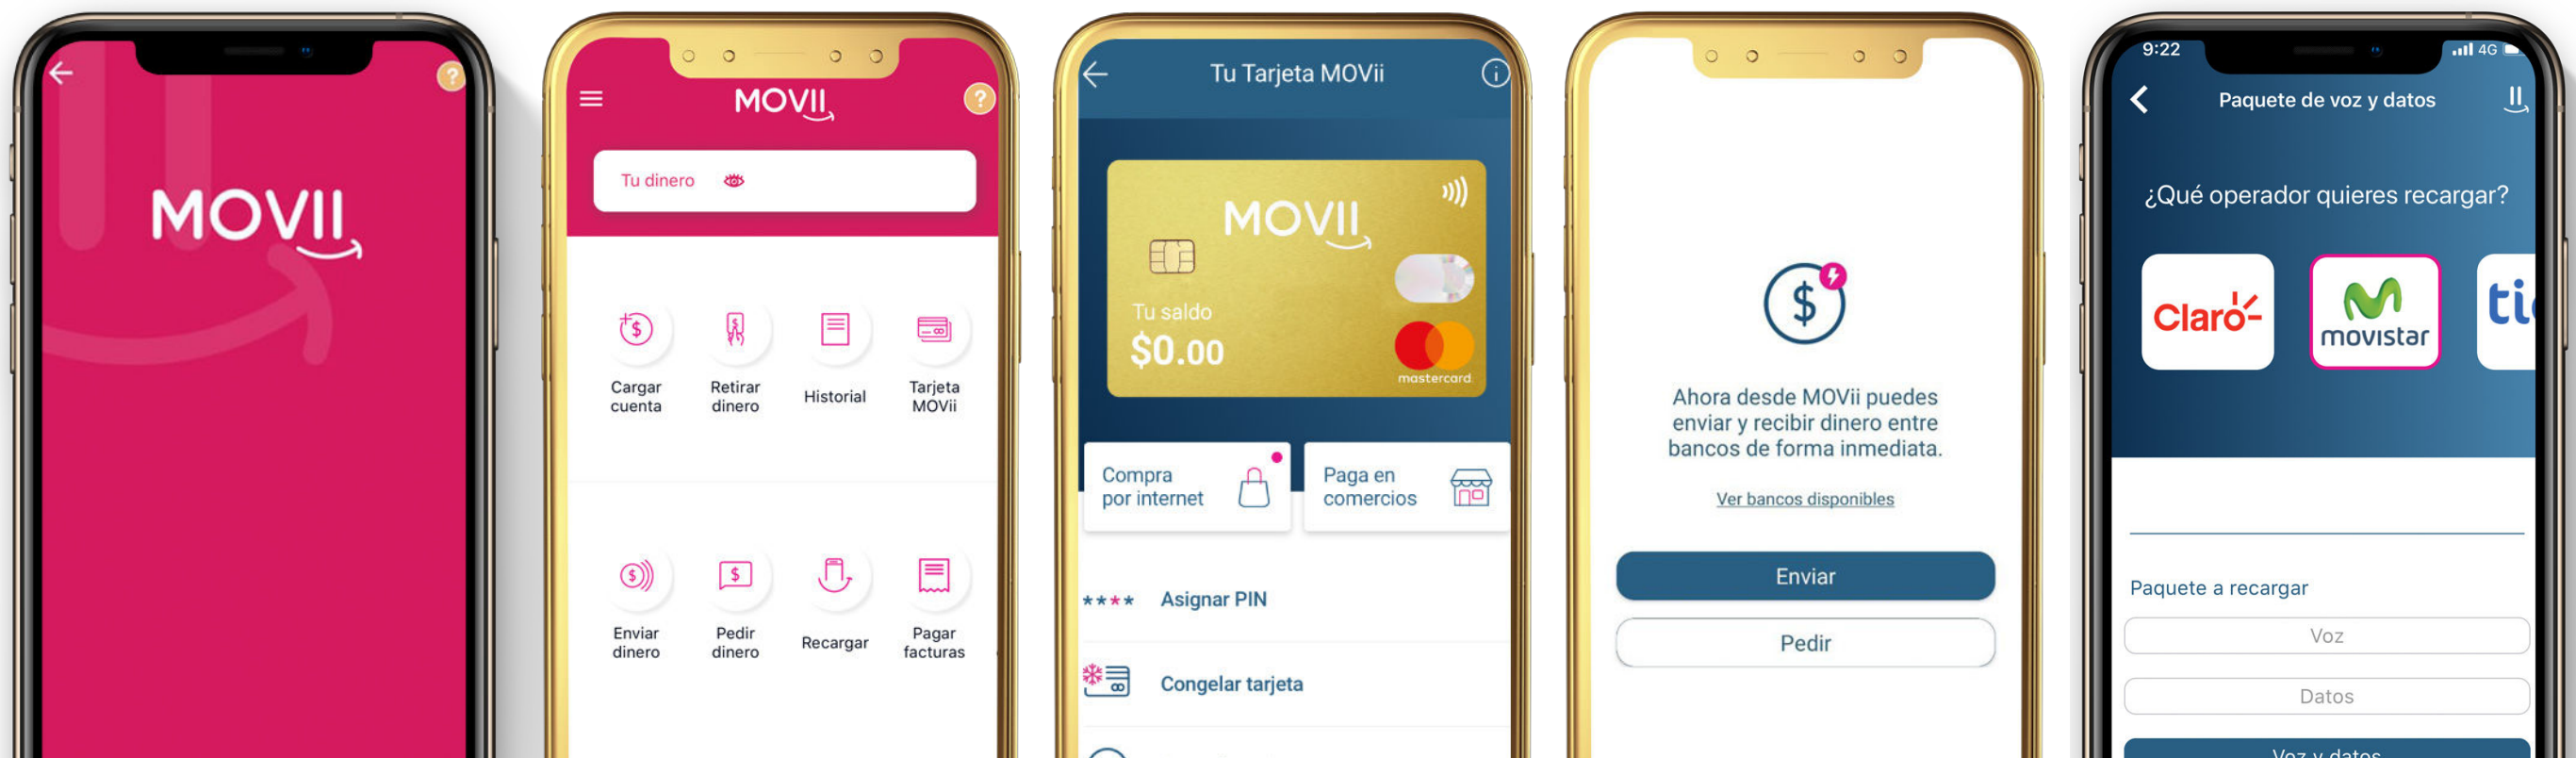 ?
MOVII
?
MOVII
Tu dinero
Cargar
cuenta
Retirar
dinero
Historial
Tarjeta
MOVii
Enviar
dinero
Pedir
dinero
Recargar
Pagar
facturas
Tu Tarjeta MOVii
MOVII
Tu saldo
$0.00
mastercard
Compra
por internet
Paga en
comercios
**** Asignar PIN
Congelar tarjeta
$
Ahora desde MOVii puedes
enviar y recibir dinero entre
bancos de forma inmediata.
Ver bancos disponibles
Enviar
Pedir
9:22 4G
Paquete de voz y datos
¿Qué operador quieres recargar?
Claro
movistar
Paquete a recargar
Voz
Datos
Voz y datos